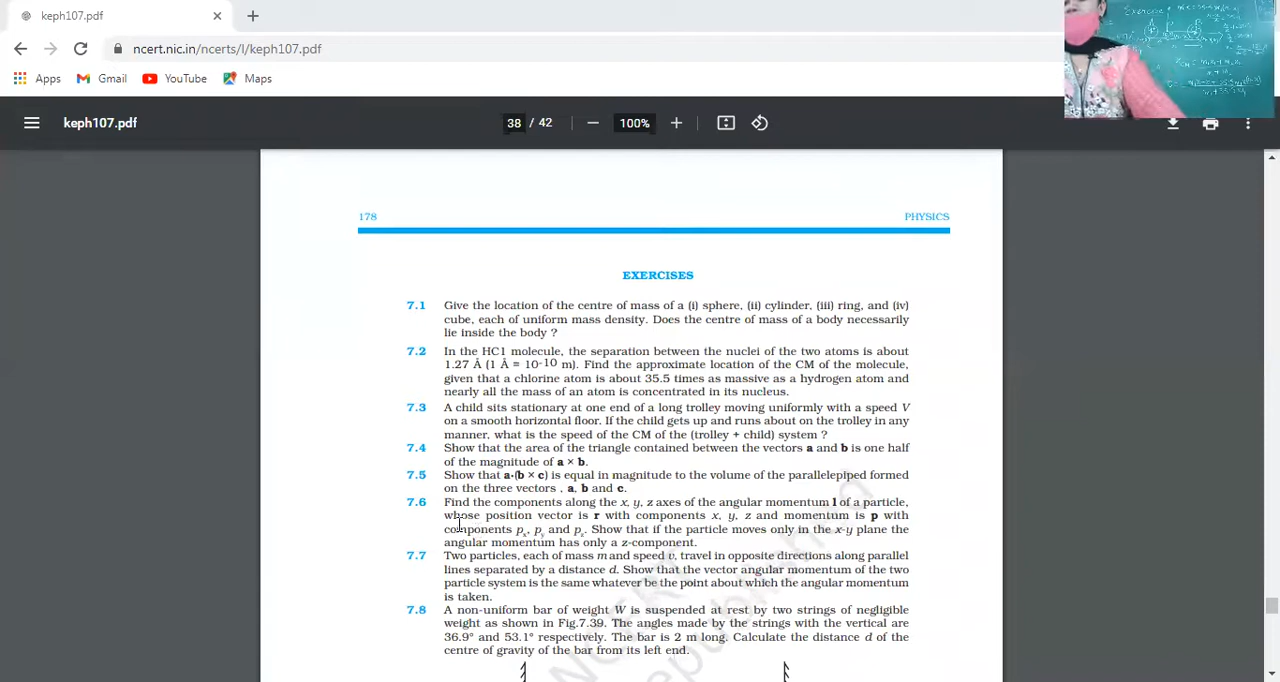 keph107.pdf
ncert.nic.in/ncerts/l/keph107.pdf
Apps Gmail YouTube Maps
keph107.pdf 38 / 42 100%
Exercise
178 PHYSICS
EXERCISES
7.1 Give the location of the centre of mass of a (i) sphere, (ii) cylinder, (iii) ring, and (iv)
cube, each of uniform mass density. Does the centre of mass of a body necessarily
lie inside the body ?
7.2 In the HC1 molecule, the separation between the nuclei of the two atoms is about
1.27 Å (1 Å = 10-10 m). Find the approximate location of the CM of the molecule,
given that a chlorine atom is about 35.5 times as massive as a hydrogen atom and
nearly all the mass of an atom is concentrated in its nucleus.
7.3 A child sits stationary at one end of a long trolley moving uniformly with a speed V
on a smooth horizontal floor. If the child gets up and runs about on the trolley in any
manner, what is the speed of the CM of the (trolley + child) system ?
7.4 Show that the area of the triangle contained between the vectors a and b is one half
of the magnitude of a × b.
7.5 Show that a.(b × c) is equal in magnitude to the volume of the parallelepiped formed
on the three vectors , a, b and c.
7.6 Find the components along the x, y, z axes of the angular momentum l of a particle,
whose position vector is r with components x, y, z and momentum is p with
components px, py and pz. Show that if the particle moves only in the x-y plane the
angular momentum has only a z-component.
7.7 Two particles, each of mass m and speed v, travel in opposite directions along parallel
lines separated by a distance d. Show that the vector angular momentum of the two
particle system is the same whatever be the point about which the angular momentum
is taken.
7.8 A non-uniform bar of weight W is suspended at rest by two strings of negligible
weight as shown in Fig.7.39. The angles made by the strings with the vertical are
36.9° and 53.1° respectively. The bar is 2 m long. Calculate the distance d of the
centre of gravity of the bar from its left end.